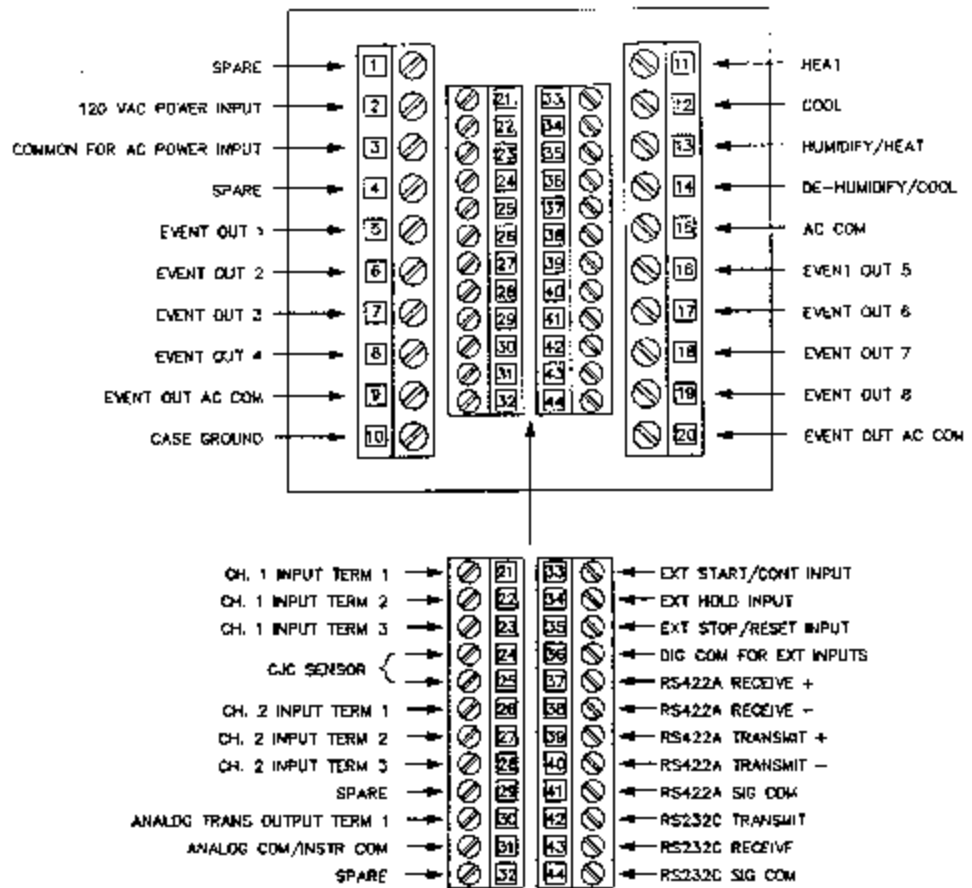 SPARE 1 11 HEAT
120 VAC POWER INPUT 2 21 33 12 COOL
22 34
COMMON FOR AC POWER INPUT 3 23 35 13 HUMIDIFY/HEAT
SPARE 4 24 36 14 DE-HUMIDIFY/COOL
25 37
EVENT OUT 1 5 26 38 15 AC COM
EVENT OUT 2 6 27 39 16 EVENT OUT 5
28 40
EVENT OUT 3 7 29 41 17 EVENT OUT 6
EVENT OUT 4 8 30 42 18 EVENT OUT 7
31 43
EVENT OUT AC COM 9 32 44 19 EVENT OUT 8
CASE GROUND 10 20 EVENT OUT AC COM
CH. 1 INPUT TERM 1 21 33 EXT START/CONT INPUT
CH. 1 INPUT TERM 2 22 34 EXT HOLD INPUT
CH. 1 INPUT TERM 3 23 35 EXT STOP/RESET INPUT
24 36 DIG COM FOR EXT INPUTS
CJC SENSOR
25 37 RS422A RECEIVE +
CH. 2 INPUT TERM 1 26 38 RS422A RECEIVE -
CH. 2 INPUT TERM 2 27 39 RS422A TRANSMIT +
CH. 2 INPUT TERM 3 28 40 RS422A TRANSMIT -
SPARE 29 41 RS422A SIG COM
ANALOG TRANS OUTPUT TERM 1 30 42 RS232C TRANSMIT
ANALOG COM/INSTR COM 31 43 RS232C RECEIVE
SPARE 32 44 RS232C SIG COM